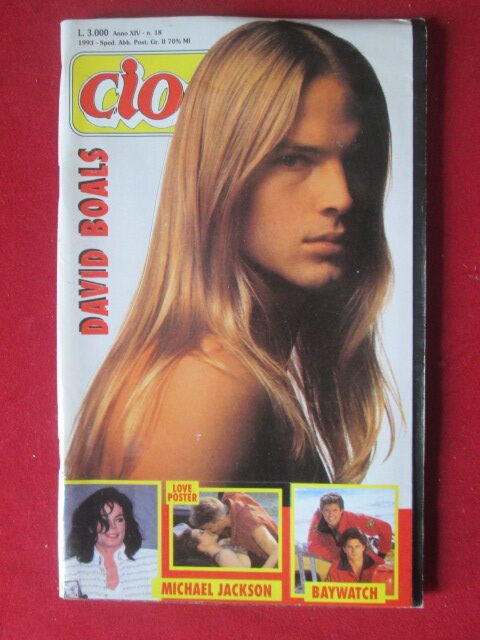 L. 3.000 Anno XIV - n. 18
1993 - Sped. Abb. Post. Gr. II 70% MI
cio
DAVID BOALS
LOVE
POSTER
MICHAEL JACKSON
BAYWATCH